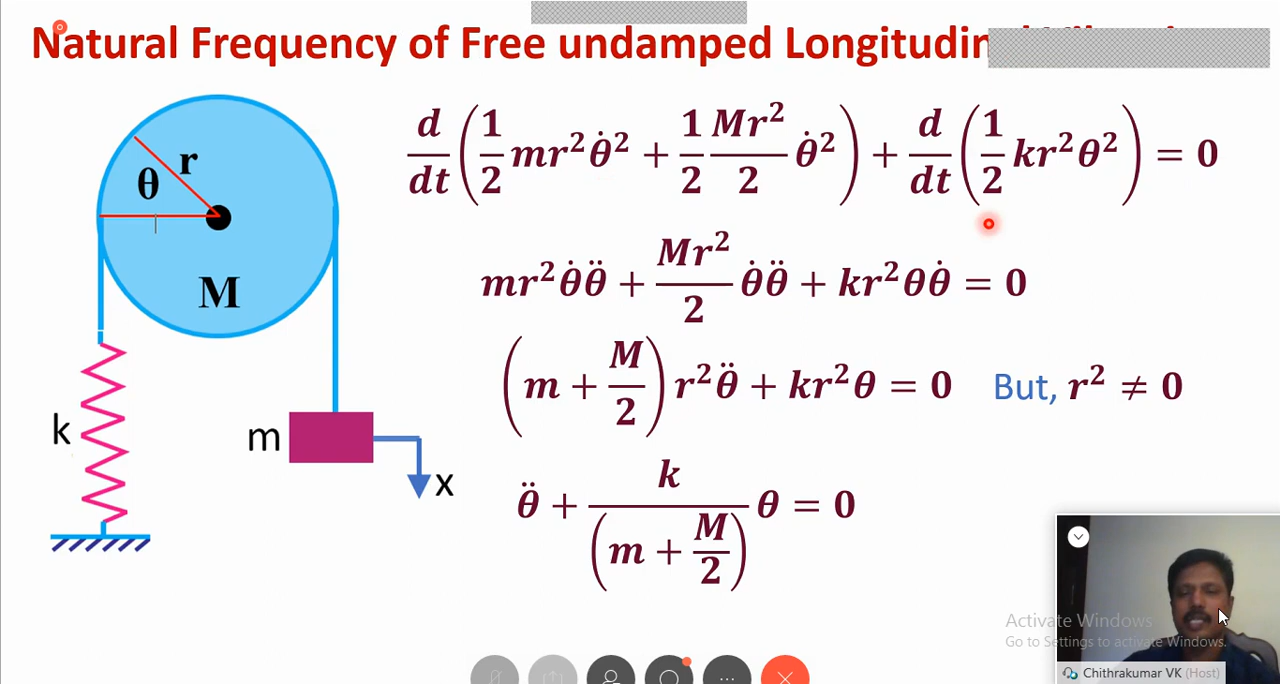 Natural Frequency of Free undamped
d/dt(1/2 mr²θ̇² + 1/2 Mr²/2 θ̇²) + d/dt(1/2 kr²θ²) = 0
mr²θ̇θ̈ + Mr²/2 θ̇θ̈ + kr²θθ̇ = 0
(m + M/2) r²θ̈ + kr²θ = 0 But, r² ≠ 0
θ̈ + k/(m + M/2) θ = 0
r
θ
M
k
m
x
Activate Windows
Go to Settings to activate Windows.
Chithrakumar VK (Host)